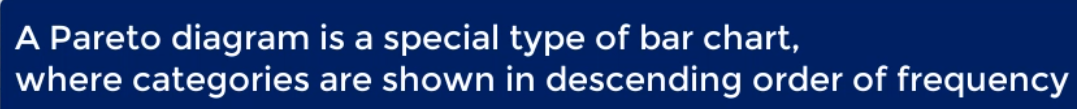 A Pareto diagram is a special type of bar chart,
where categories are shown in descending order of frequency